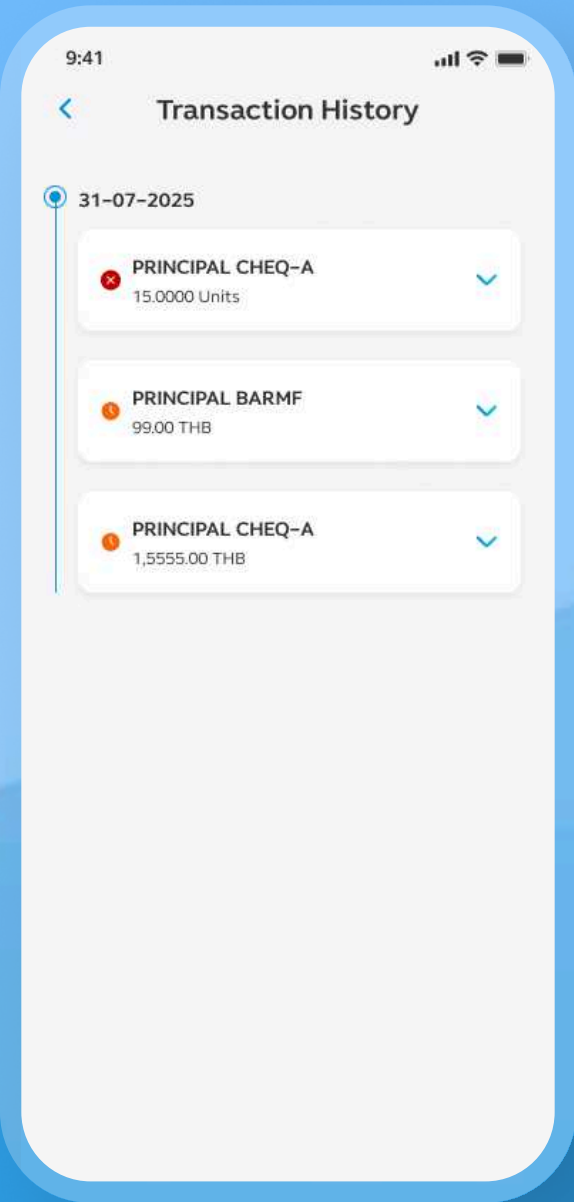 9:41
Transaction History
31-07-2025
PRINCIPAL CHEQ-A
15.0000 Units
PRINCIPAL BARMF
99.00 THB
PRINCIPAL CHEQ-A
1,5555.00 THB